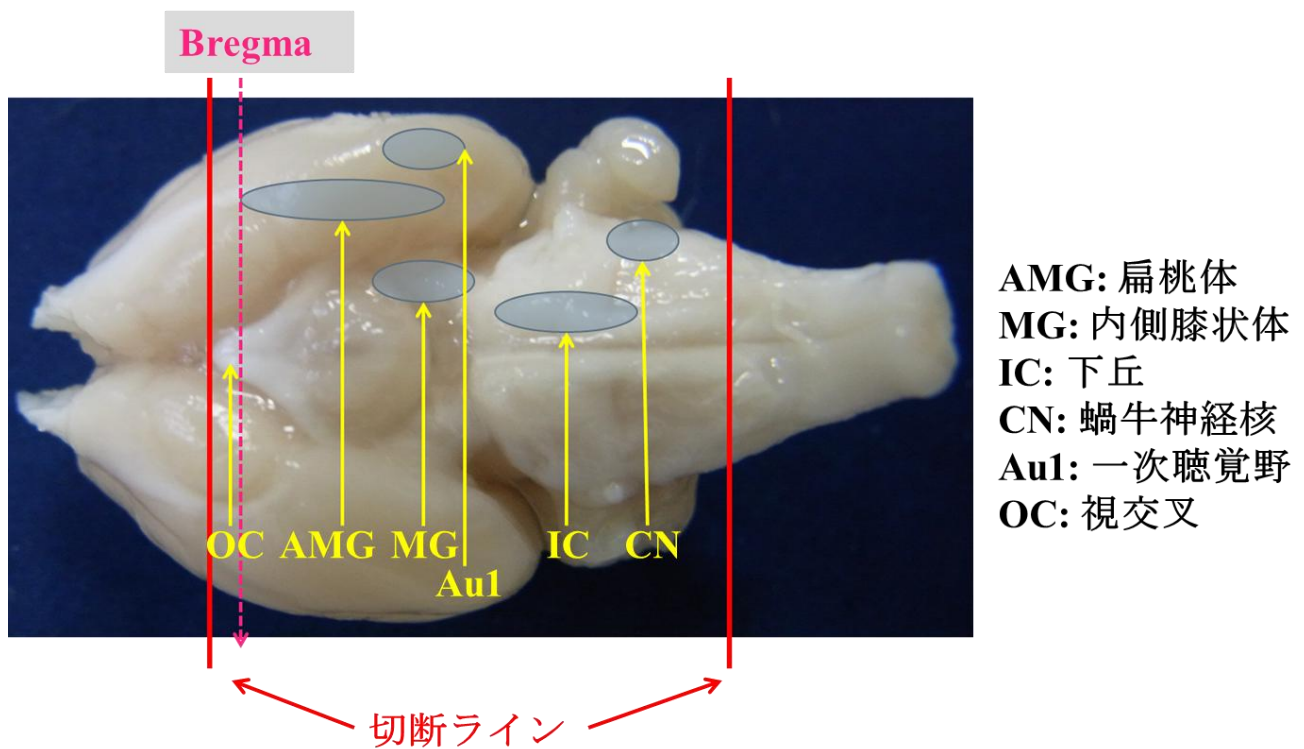 Bregma
OC AMG MG IC CN
Au1
AMG: 扁桃体
MG: 内側膝状体
IC: 下丘
CN: 蝸牛神経核
Au1: 一次聴覚野
OC: 視交叉
切断ライン